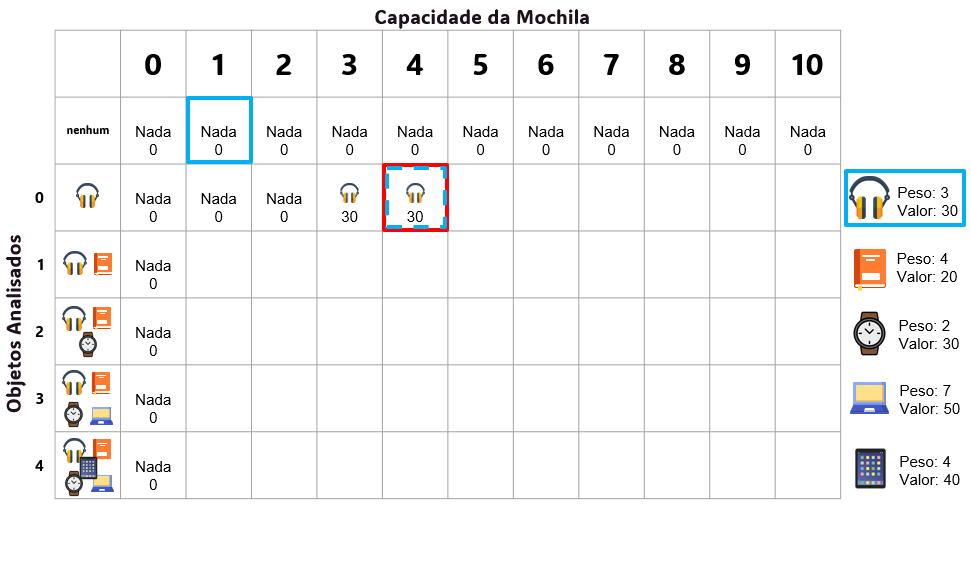 Capacidade da Mochila
0 1 2 3 4 5 6 7 8 9 10
nenhum
Nada Nada Nada Nada Nada Nada Nada Nada Nada Nada Nada
0 0 0 0 0 0 0 0 0 0 0
Objetos Analisados
0
Nada Nada Nada
0 0 0 30 30
Peso: 3
Valor: 30
1
Nada
0
Peso: 4
Valor: 20
2
Nada
0
Peso: 2
Valor: 30
3
Nada
0
Peso: 7
Valor: 50
4
Nada
0
Peso: 4
Valor: 40